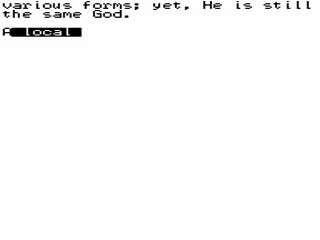 various forms; yet, He is still
the same God.
A local